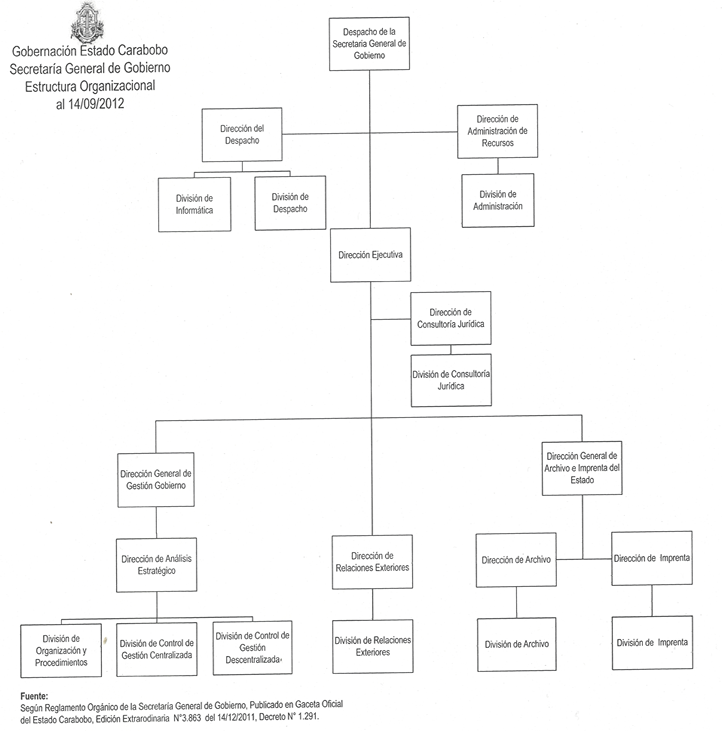 Gobernación Estado Carabobo
Secretaría General de Gobierno
Estructura Organizacional
al 14/09/2012
Despacho de la
Secretaria General de
Gobierno
Dirección del
Despacho
Dirección de
Administración de
Recursos
División de
Informática
División de
Despacho
División de
Administración
Dirección Ejecutiva
Dirección de
Consultoría Jurídica
División de Consultoría
Jurídica
Dirección General de
Gestión Gobierno
Dirección General de
Archivo e Imprenta del
Estado
Dirección de Análisis
Estratégico
Dirección de
Relaciones Exteriores
Dirección de Archivo
Dirección de Imprenta
División de
Organización y
Procedimientos
División de Control de
Gestión Centralizada
División de Control de
Gestión
Descentralizada
División de Relaciones
Exteriores
División de Archivo
División de Imprenta
Fuente:
Según Reglamento Orgánico de la Secretaría General de Gobierno, Publicado en Gaceta Oficial
del Estado Carabobo, Edición Extrarodinaria N°3.863 del 14/12/2011, Decreto N° 1.291.